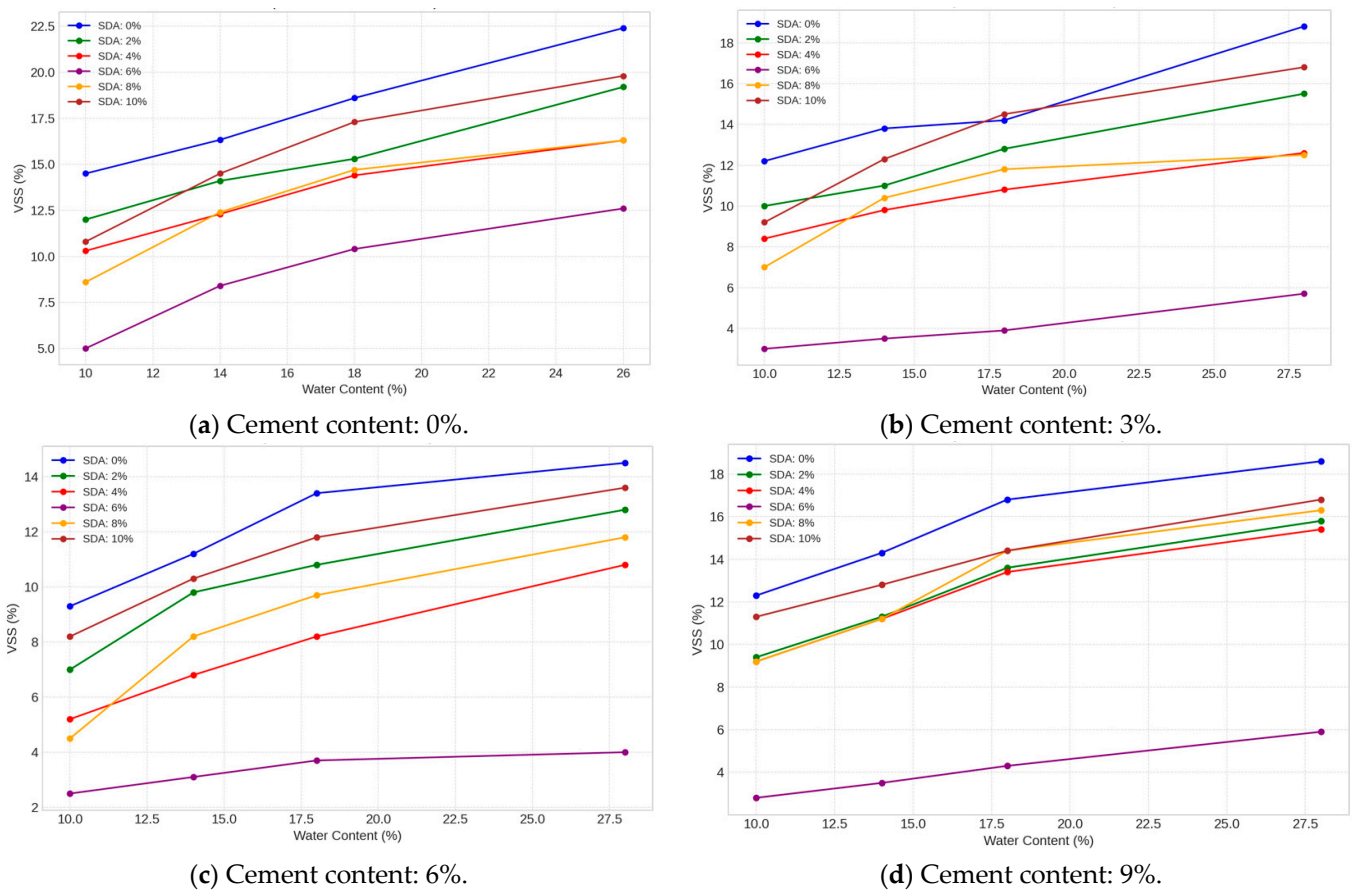 22.5
20.0
17.5
15.0
12.5
10.0
7.5
5.0
VSS (%)
SDA: 0%
SDA: 2%
SDA: 4%
SDA: 6%
SDA: 8%
SDA: 10%
10 12 14 16 18 20 22 24 26
Water Content (%)
(a) Cement content: 0%.
18
16
14
12
10
8
6
4
VSS (%)
SDA: 0%
SDA: 2%
SDA: 4%
SDA: 6%
SDA: 8%
SDA: 10%
10.0 12.5 15.0 17.5 20.0 22.5 25.0 27.5
Water Content (%)
(b) Cement content: 3%.
14
12
10
8
6
4
2
VSS (%)
SDA: 0%
SDA: 2%
SDA: 4%
SDA: 6%
SDA: 8%
SDA: 10%
10.0 12.5 15.0 17.5 20.0 22.5 25.0 27.5
Water Content (%)
(c) Cement content: 6%.
18
16
14
12
10
8
6
4
VSS (%)
SDA: 0%
SDA: 2%
SDA: 4%
SDA: 6%
SDA: 8%
SDA: 10%
10.0 12.5 15.0 17.5 20.0 22.5 25.0 27.5
Water Content (%)
(d) Cement content: 9%.